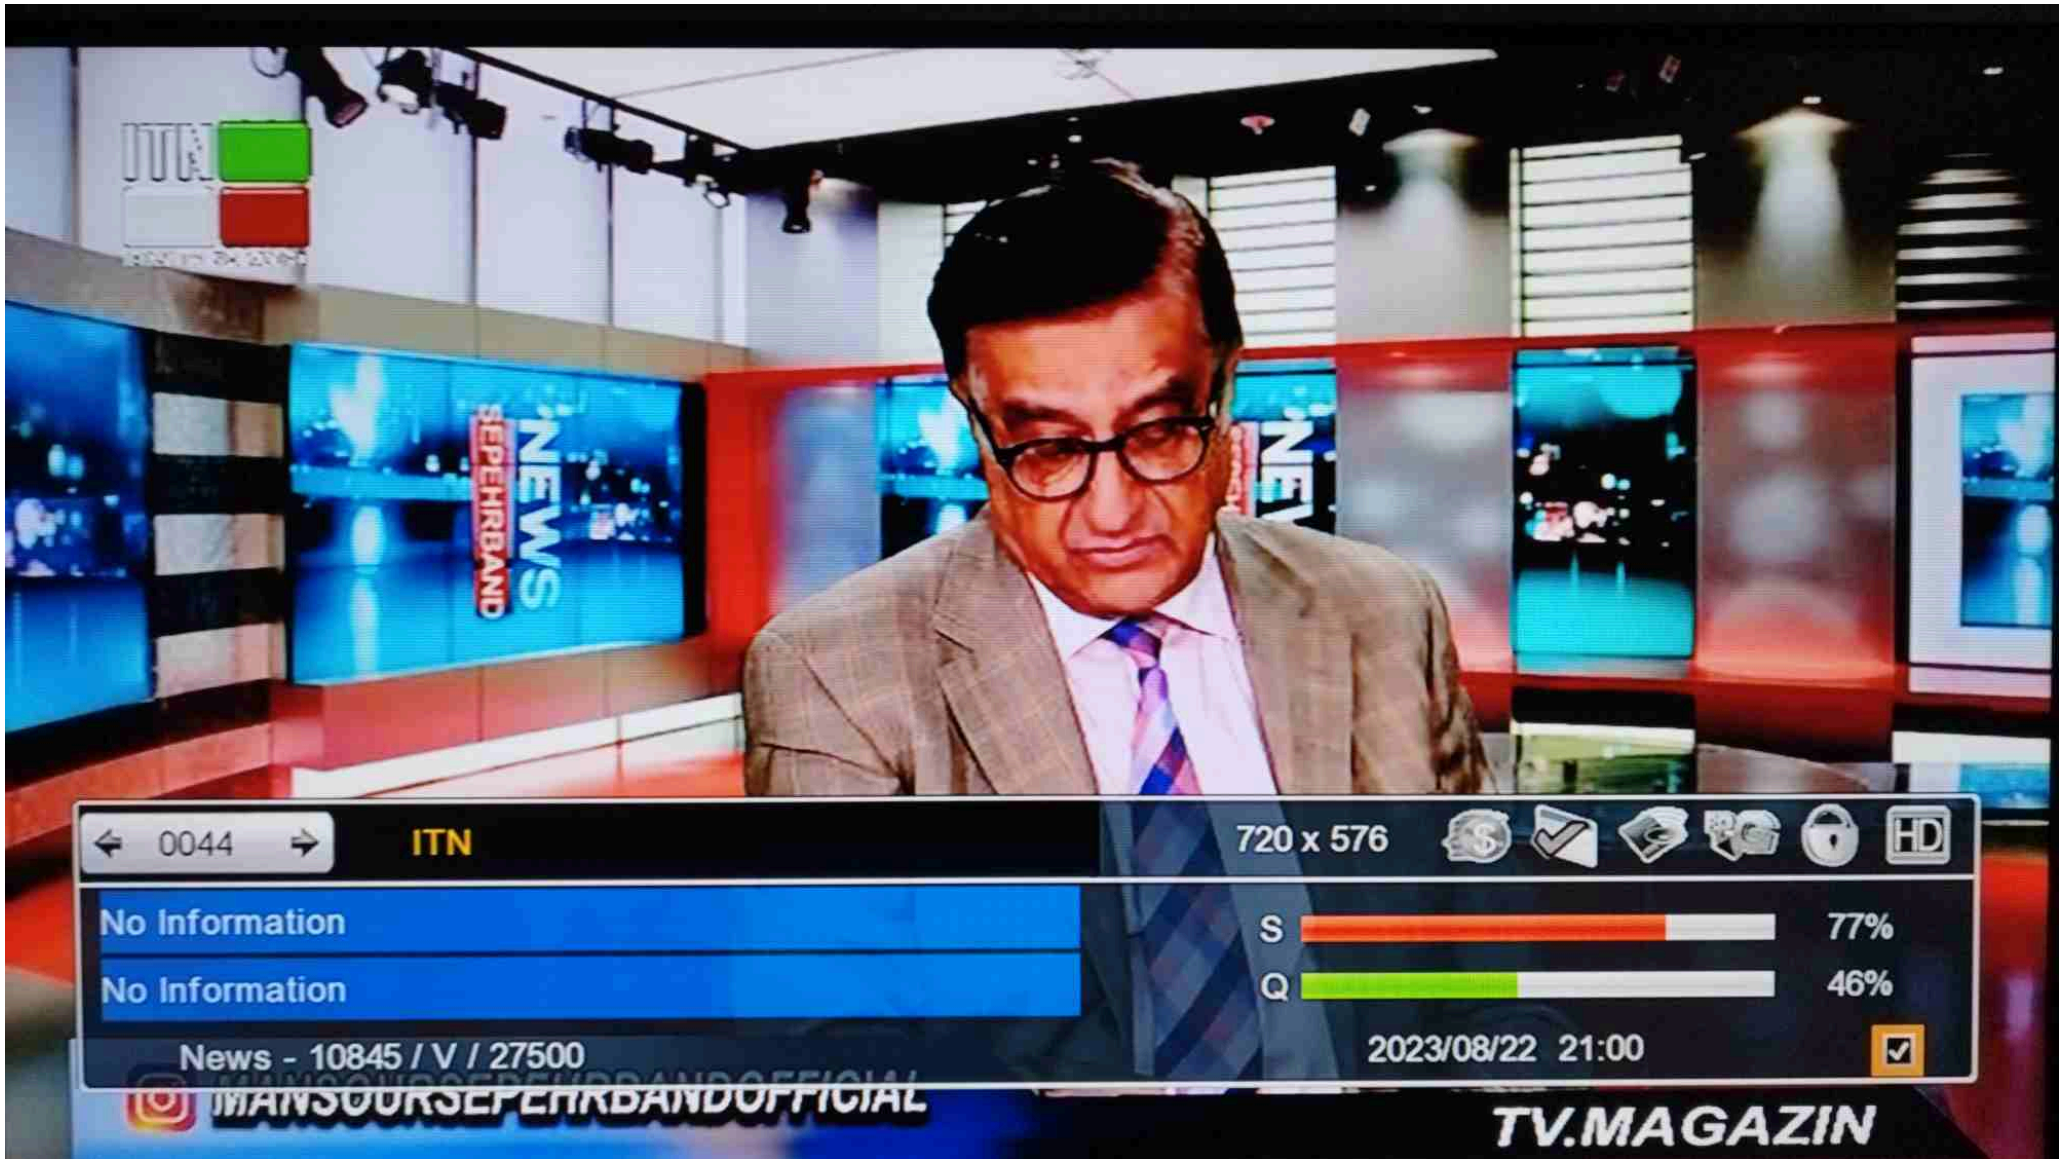 ITN
NEWS
SEPEHRBAND
NEW
0044
ITN
720 x 576
HD
No Information
S
77%
No Information
Q
46%
News - 10845 / V / 27500
2023/08/22 21:00
MANSOURSEPEHRBANDOFFICIAL
TV.MAGAZIN